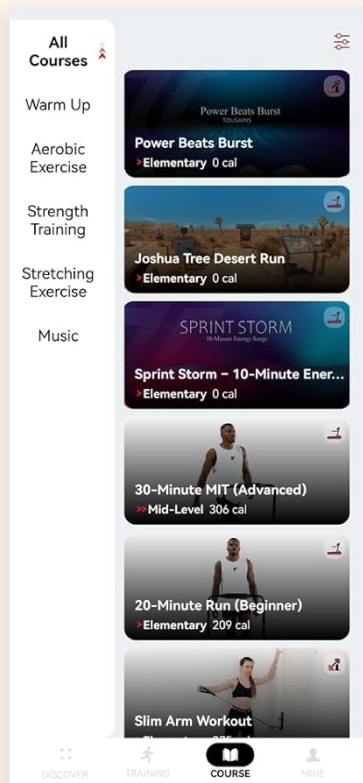 All
Courses
Warm Up
Aerobic
Exercise
Strength
Training
Stretching
Exercise
Music
Power Beats Burst
TOUSAINS
Power Beats Burst
>Elementary 0 cal
Joshua Tree Desert Run
>Elementary 0 cal
SPRINT STORM
10-Minute Energy Surge
Sprint Storm – 10-Minute Ener...
>Elementary 0 cal
30-Minute MIT (Advanced)
>>Mid-Level 306 cal
20-Minute Run (Beginner)
>Elementary 209 cal
Slim Arm Workout
DISCOVER
TRAINING
COURSE
MINE